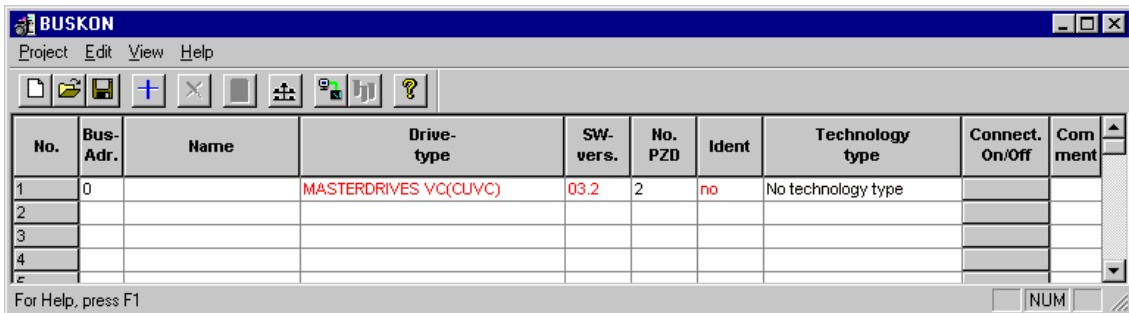 BUSKON
Project Edit View Help
No. Bus-Adr. Name Drive-type SW-vers. No. PZD Ident Technology type Connect. On/Off Com ment
1 0 MASTERDRIVES VC(CUVC) 03.2 2 no No technology type
2
3
4
5
For Help, press F1 NUM